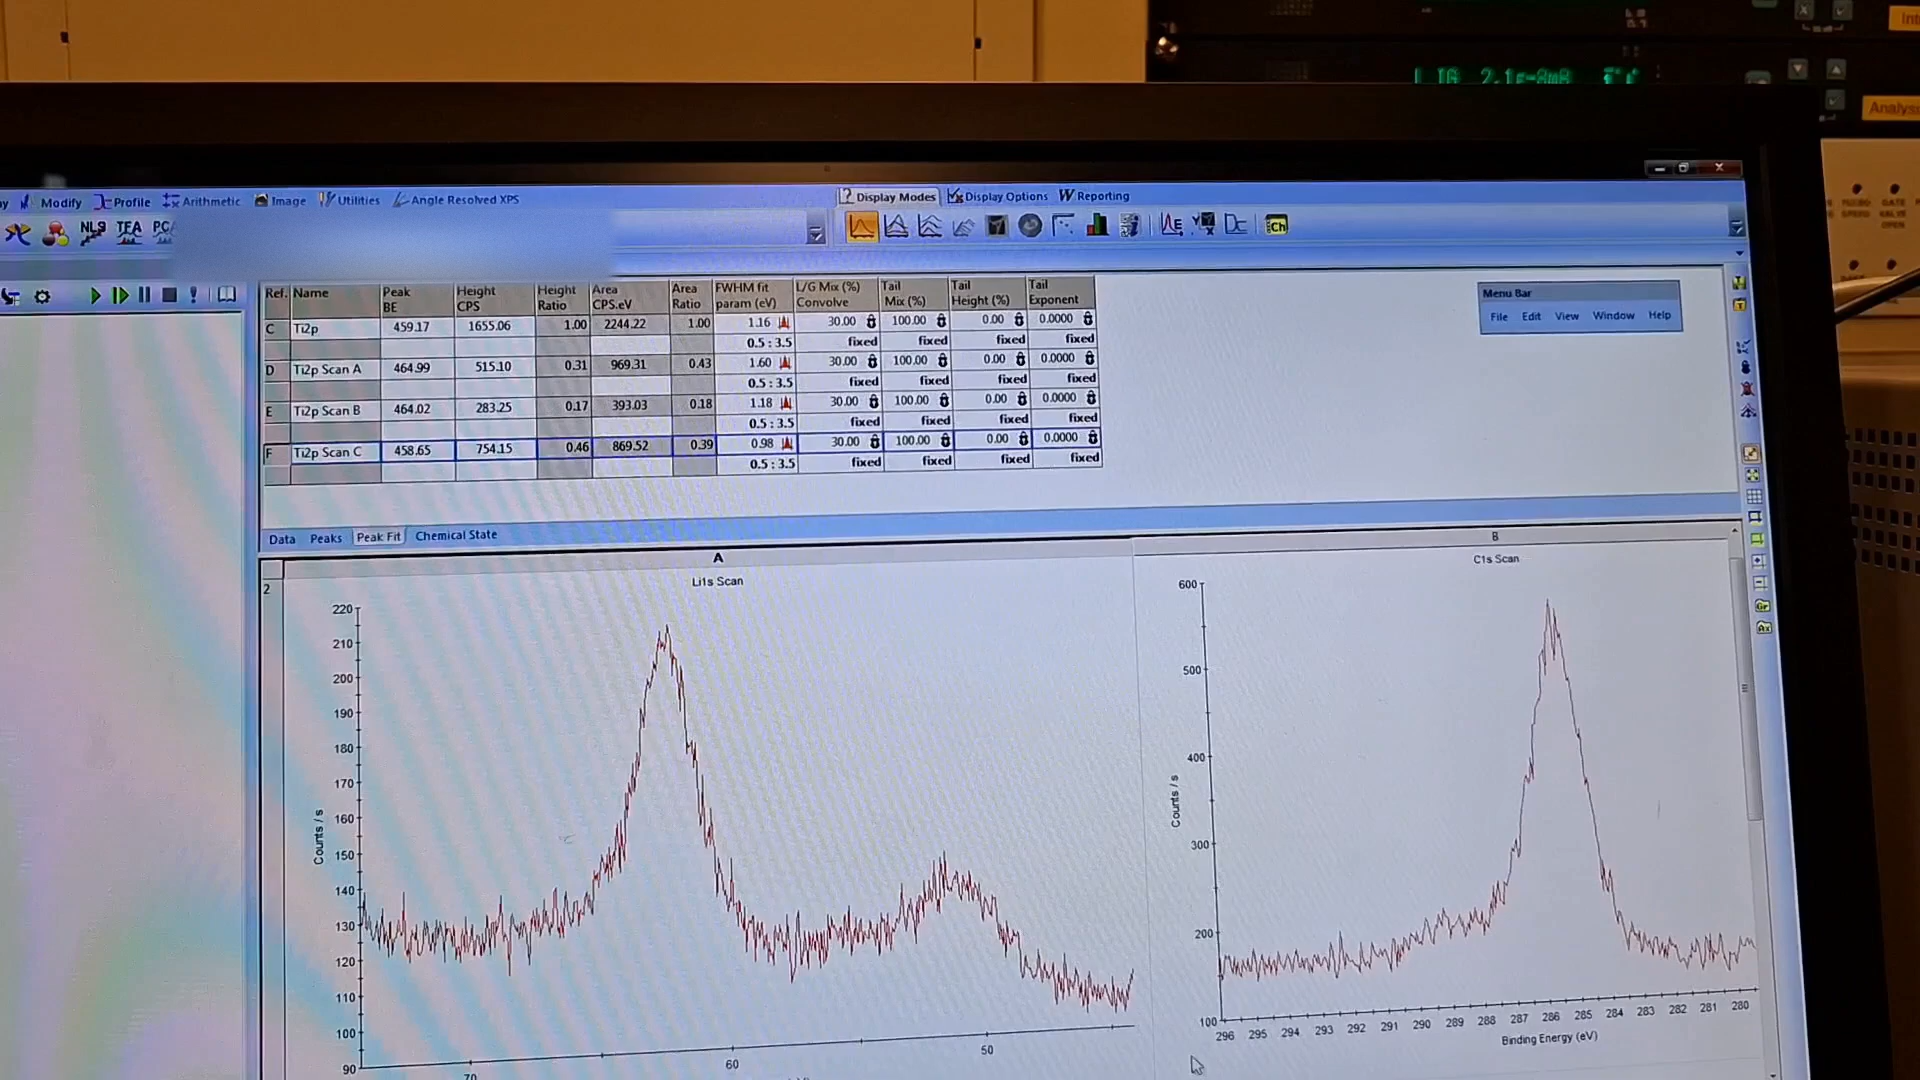 LIG 2.1e-8mB
Analys
Modify Profile Arithmetic Image Utilities Angle Resolved XPS Display Modes Display Options Reporting
NLS TFA PCA
Ch
Ref. Name Peak BE Height CPS Height Ratio Area CPS.eV Area Ratio FWHM fit param (eV) L/G Mix (%) Convolve Tail Mix (%) Tail Height (%) Tail Exponent
C Ti2p 459.17 1655.06 1.00 2244.22 1.00 1.16 30.00 100.00 0.00 0.0000
0.5 : 3.5 fixed fixed fixed fixed
D Ti2p Scan A 464.99 515.10 0.31 969.31 0.43 1.60 30.00 100.00 0.00 0.0000
0.5 : 3.5 fixed fixed fixed fixed
E Ti2p Scan B 464.02 283.25 0.17 393.03 0.18 1.18 30.00 100.00 0.00 0.0000
0.5 : 3.5 fixed fixed fixed fixed
F Ti2p Scan C 458.65 754.15 0.46 869.52 0.39 0.98 30.00 100.00 0.00 0.0000
0.5 : 3.5 fixed fixed fixed fixed
Menu Bar
File Edit View Window Help
Data Peaks Peak Fit Chemical State
A
2
Li1s Scan
220
210
200
190
180
170
160
150
140
130
120
110
100
90
Counts / s
70 60 50
B
C1s Scan
600
500
400
300
200
100
Counts / s
296 295 294 293 292 291 290 289 288 287 286 285 284 283 282 281 280
Binding Energy (eV)
Gr
Ax